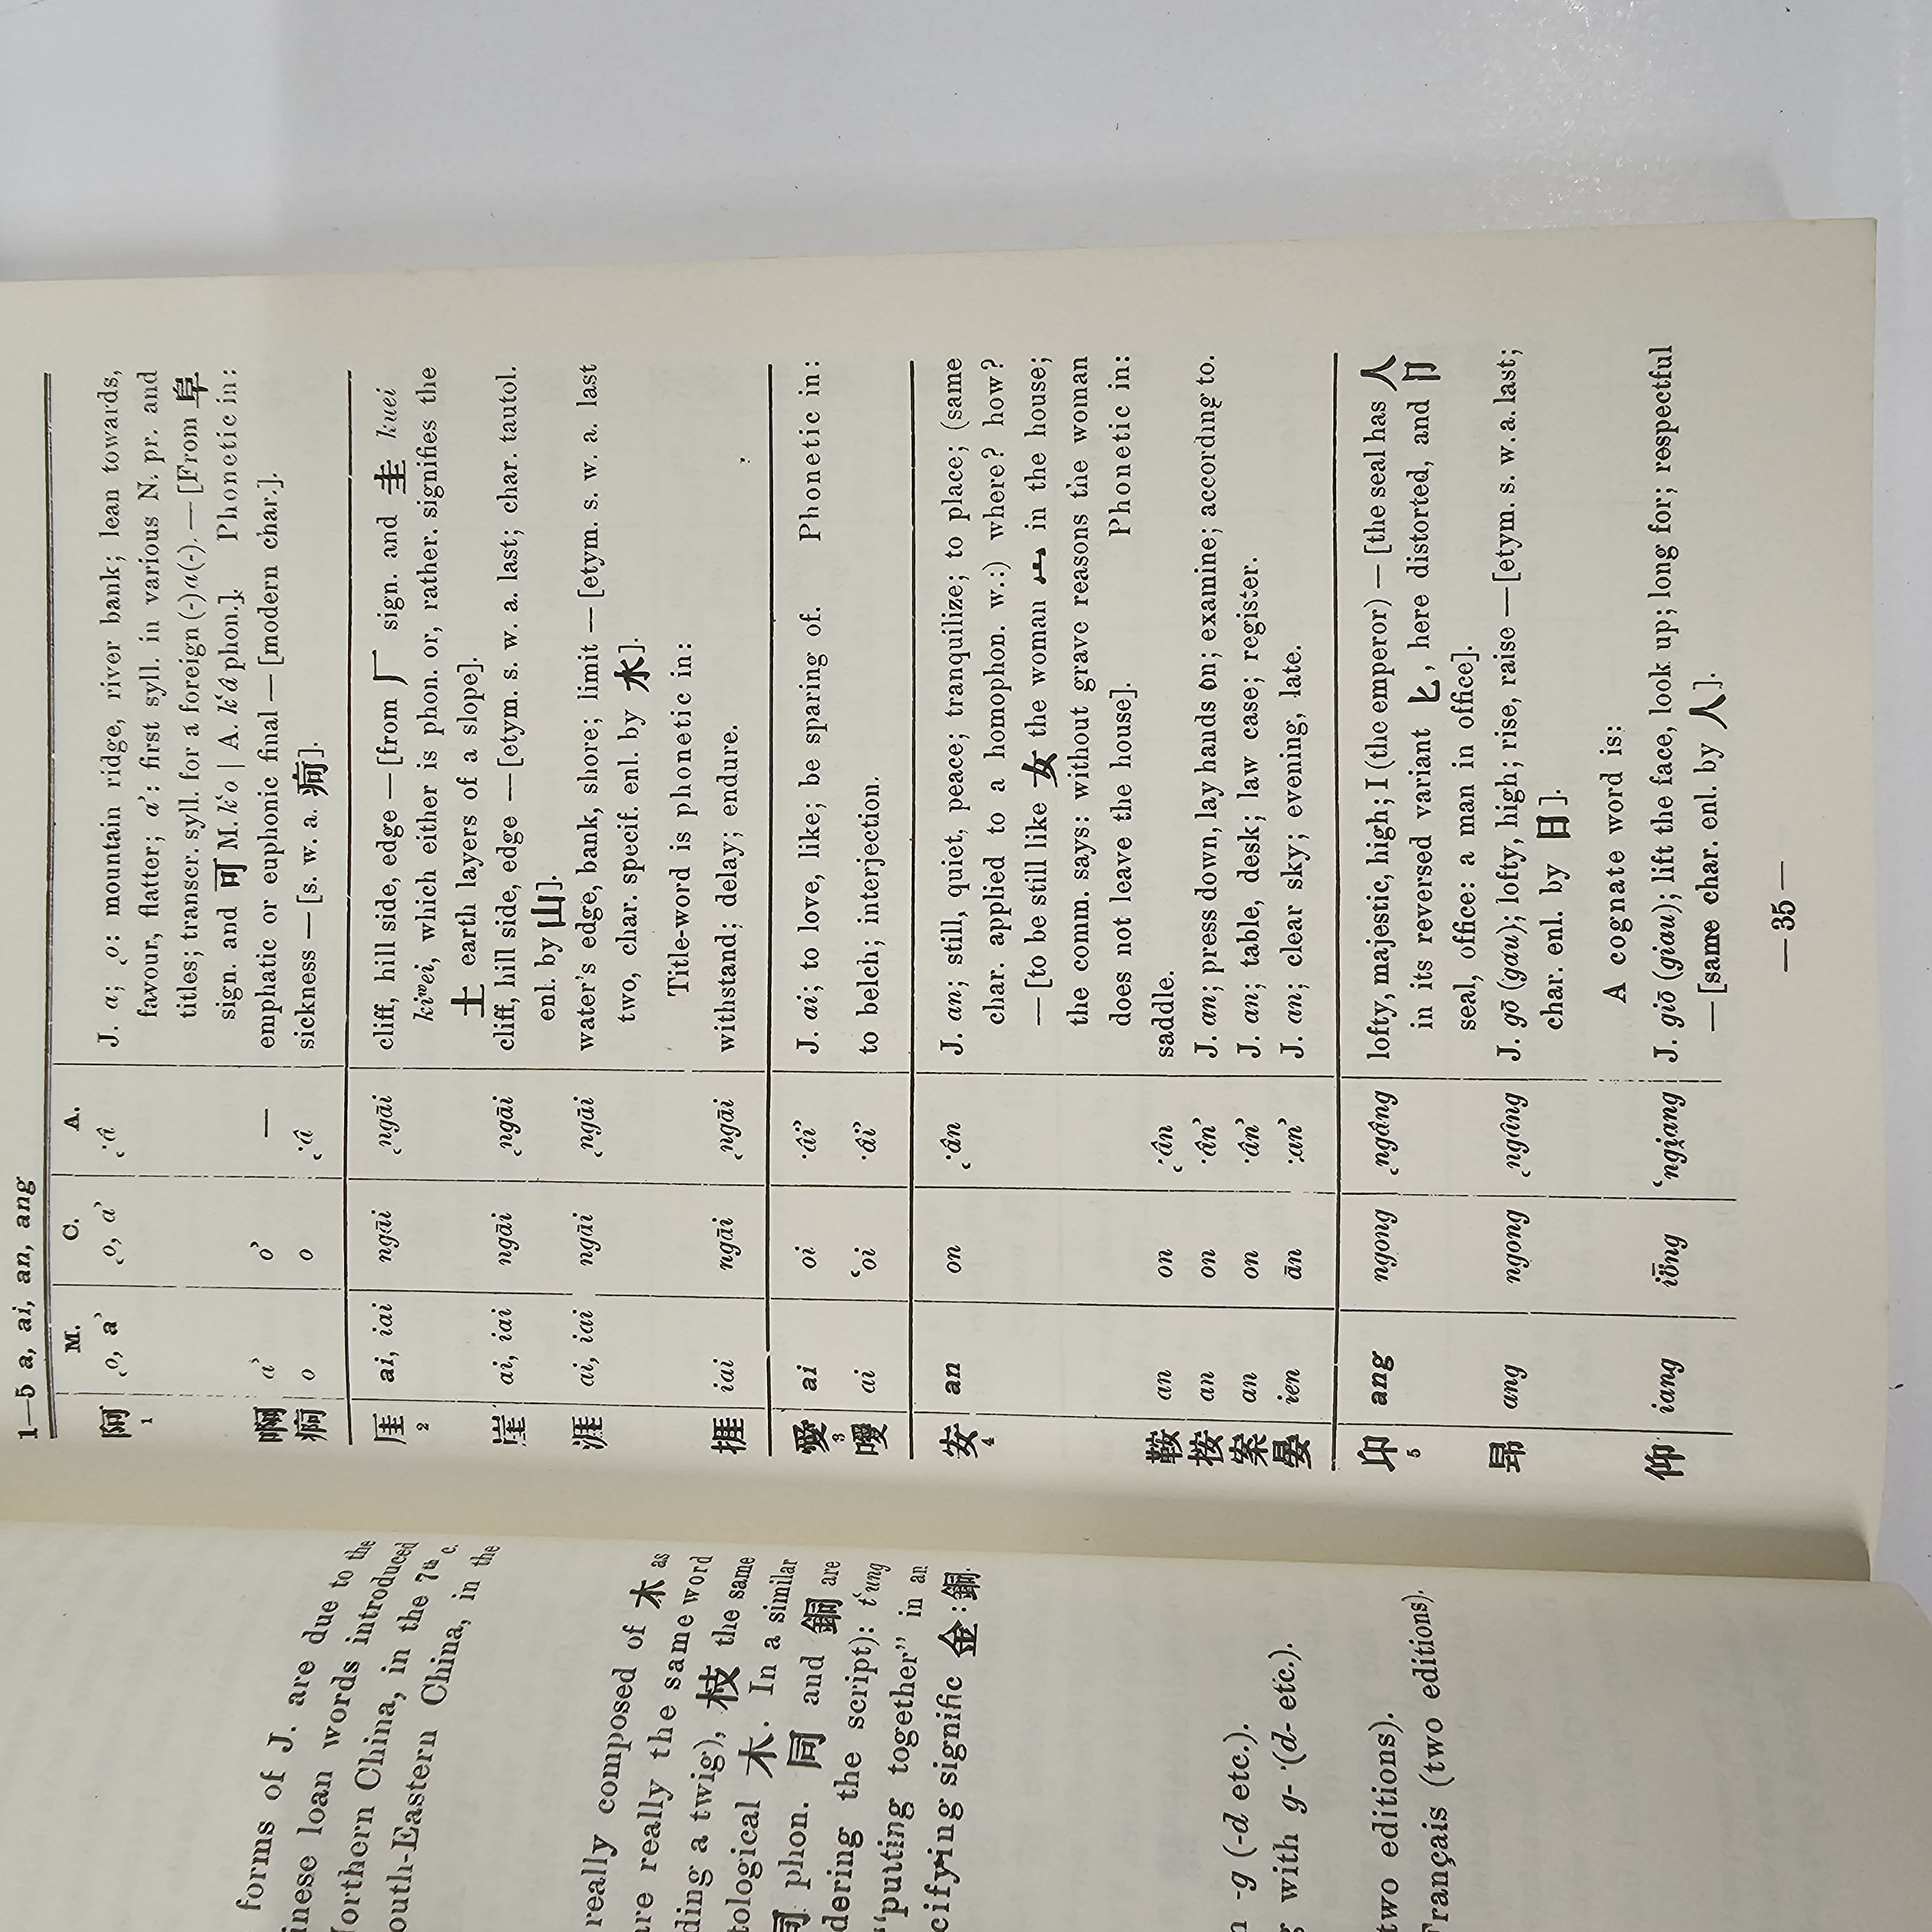 forms of J. are due to the
inese loan words introduced
Northern China, in the 7th c.
outh-Eastern China, in the
really composed of 木 as
are really the same word
ding a twig), 枝 the same
tological 木. In a similar
同 phon. 同 and 銅 are
dering the script): t‘ung
“putting together” in an
cifying signific 金:銅.
-g (-d etc.).
with g- (d- etc.).
two editions).
Français (two editions).
1—5 a, ai, an, ang
M. C. A.
阿 ˛o, a’ ˛o, a’ ˛·â J. a; ˛o: mountain ridge, river bank; lean towards,
1 favour, flatter; a’: first syll. in various N. pr. and
titles; transcr. syll. for a foreign (-)a(-). — [From 阜
sign. and 可 M. k‘o | A. k‘â phon.]. Phonetic in:
啊 a’ o’ — emphatic or euphonic final — [modern char.].
痾 o o ˛·â sickness — [s. w. a. 疴].
厓 ai, iai ngāi ˛ngāi cliff, hill side, edge — [from 厂 sign. and 圭 kuei
2 kiʷei, which either is phon. or, rather. signifies the
土 earth layers of a slope].
崖 ai, iai ngāi ˛ngāi cliff, hill side, edge — [etym. s. w. a. last; char. tautol.
enl. by 山].
涯 ai, iai ngāi ˛ngāi water's edge, bank, shore; limit — [etym. s. w. a. last
two, char. specif. enl. by 水].
Title-word is phonetic in:
捱 iai ngāi ˛ngāi withstand; delay; endure.
愛 ai oi ·âi’ J. ai; to love, like; be sparing of. Phonetic in:
3
噯 ai ‘oi ·âi’ to belch; interjection.
安 an on ˛·ân J. an; still, quiet, peace; tranquilize; to place; (same
4 char. applied to a homophon. w.:) where? how?
— [to be still like 女 the woman 宀 in the house;
the comm. says: without grave reasons the woman
does not leave the house]. Phonetic in:
鞍 an on ˛·ân saddle.
按 an on ·ân’ J. an; press down, lay hands on; examine; according to.
案 an on ·ân’ J. an; table, desk; law case; register.
晏 ien ān :an’ J. an; clear sky; evening, late.
卬 ang ngong ˛ngâng lofty, majestic, high; I (the emperor) — [the seal has 人
5 in its reversed variant 匕, here distorted, and 卩
seal, office: a man in office].
昂 ang ngong ˛ngâng J. gō (gau); lofty, high; rise, raise — [etym. s. w. a. last;
char. enl. by 日].
A cognate word is:
仰 iang iȫng ‘ngi̯ang J. giō (giau); lift the face, look up; long for; respectful
— [same char. enl. by 人].
— 35 —